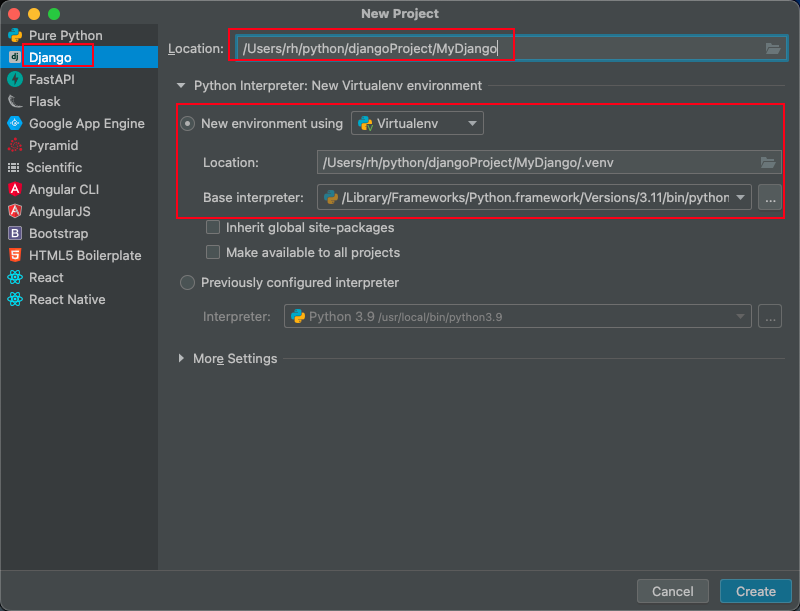 New Project
Pure Python
Django
FastAPI
Flask
Google App Engine
Pyramid
Scientific
Angular CLI
AngularJS
Bootstrap
HTML5 Boilerplate
React
React Native
Location: /Users/rh/python/djangoProject/MyDjango
Python Interpreter: New Virtualenv environment
New environment using Virtualenv
Location: /Users/rh/python/djangoProject/MyDjango/.venv
Base interpreter: /Library/Frameworks/Python.framework/Versions/3.11/bin/python ...
Inherit global site-packages
Make available to all projects
Previously configured interpreter
Interpreter: Python 3.9 /usr/local/bin/python3.9 ...
More Settings
Cancel Create